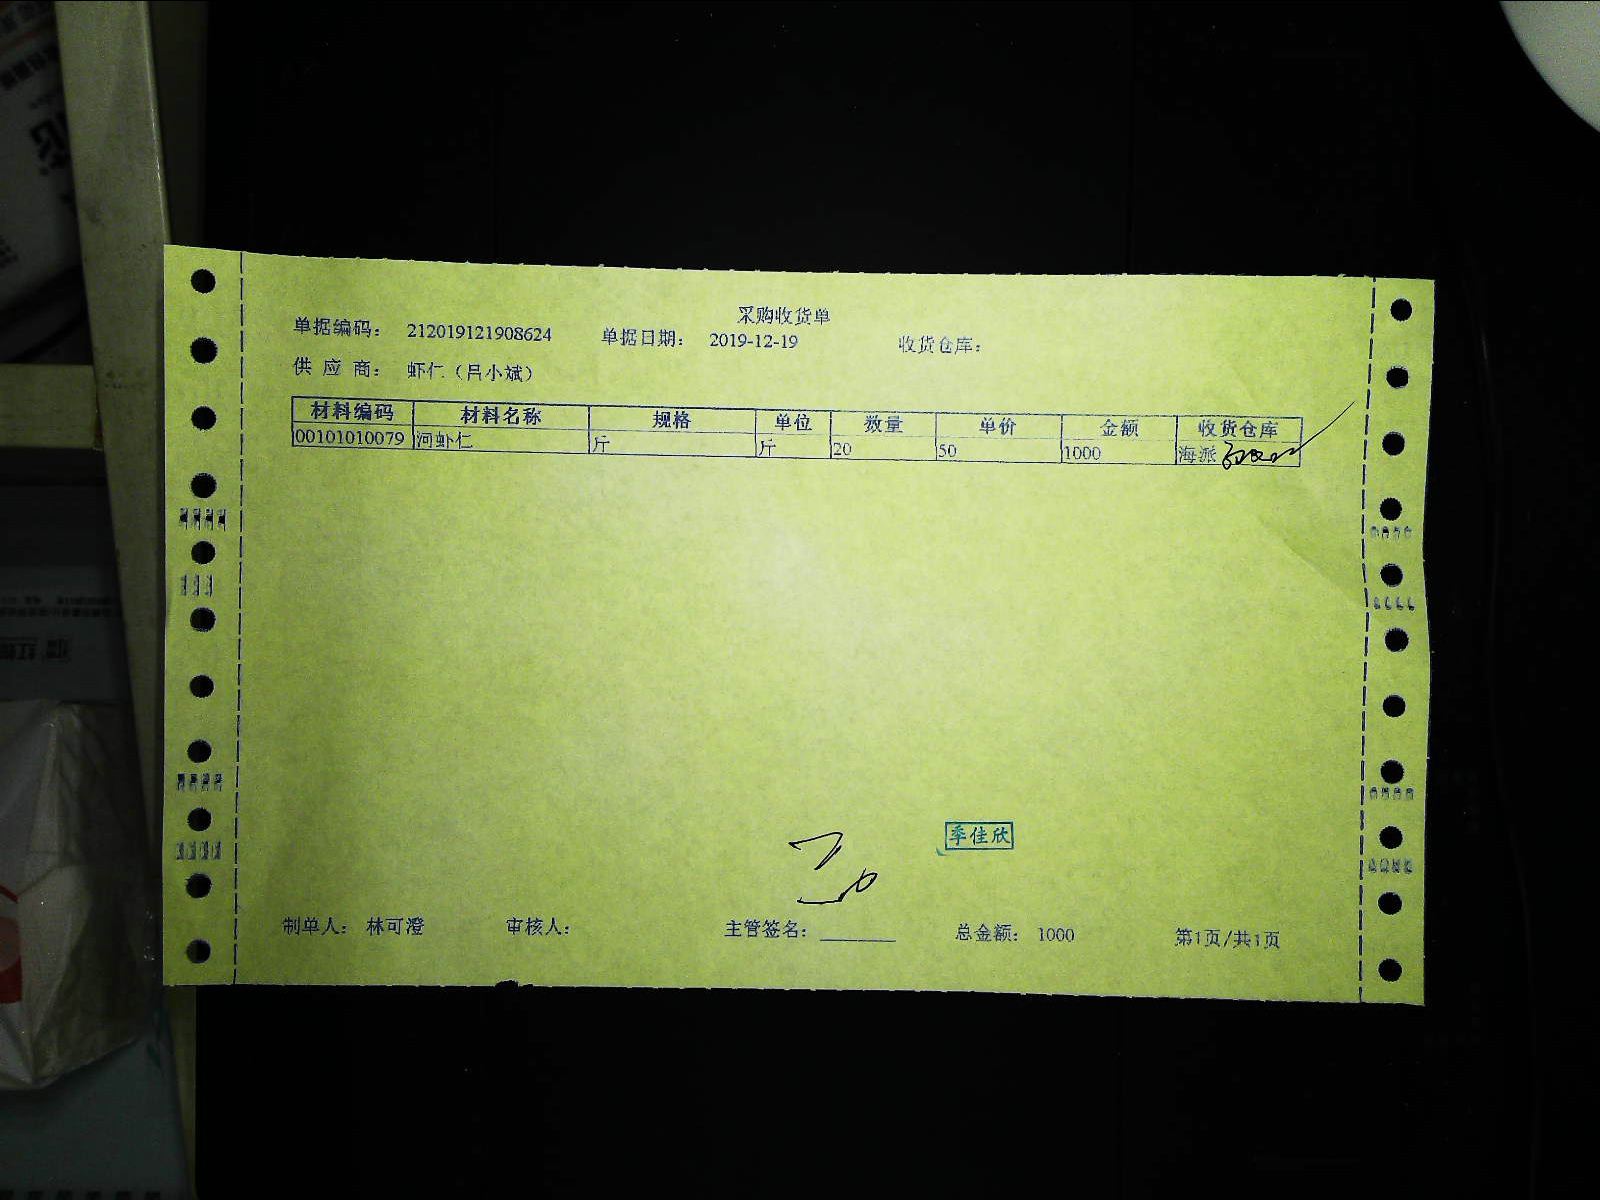 采购收货单
单据编码： 212019121908624 单据日期： 2019-12-19 收货仓库：
供 应 商： 虾仁（吕小斌）
材料编码 材料名称 规格 单位 数量 单价 金额 收货仓库
00101010079 河虾仁 斤 斤 20 50 1000 海派
季佳欣
制单人： 林可澄 审核人： 主管签名： ________ 总金额： 1000 第1页/共1页